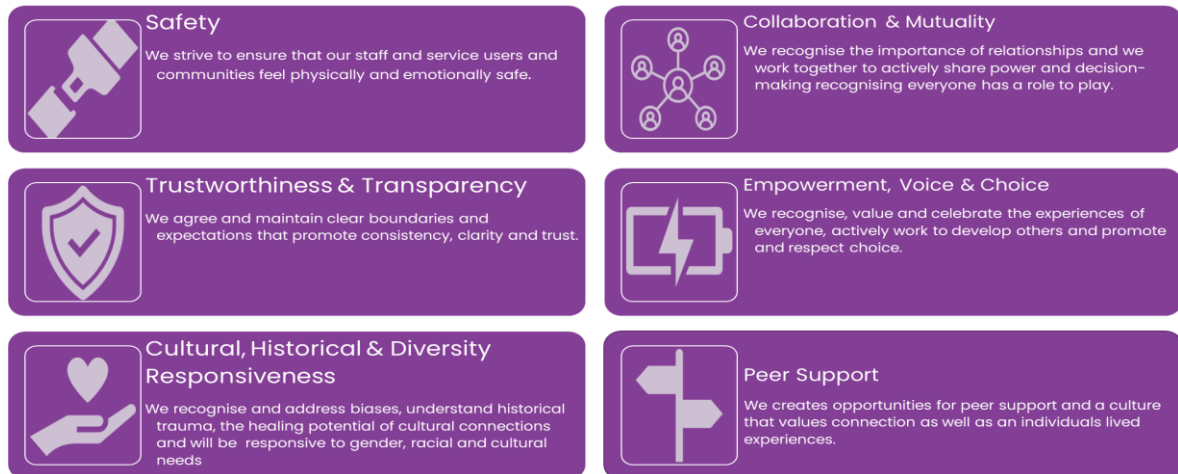 Safety
We strive to ensure that our staff and service users and
communities feel physically and emotionally safe.
Collaboration & Mutuality
We recognise the importance of relationships and we
work together to actively share power and decision-
making recognising everyone has a role to play.
Trustworthiness & Transparency
We agree and maintain clear boundaries and
expectations that promote consistency, clarity and trust.
Empowerment, Voice & Choice
We recognise, value and celebrate the experiences of
everyone, actively work to develop others and promote
and respect choice.
Cultural, Historical & Diversity
Responsiveness
We recognise and address biases, understand historical
trauma, the healing potential of cultural connections
and will be responsive to gender, racial and cultural
needs
Peer Support
We creates opportunities for peer support and a culture
that values connection as well as an individuals lived
experiences.